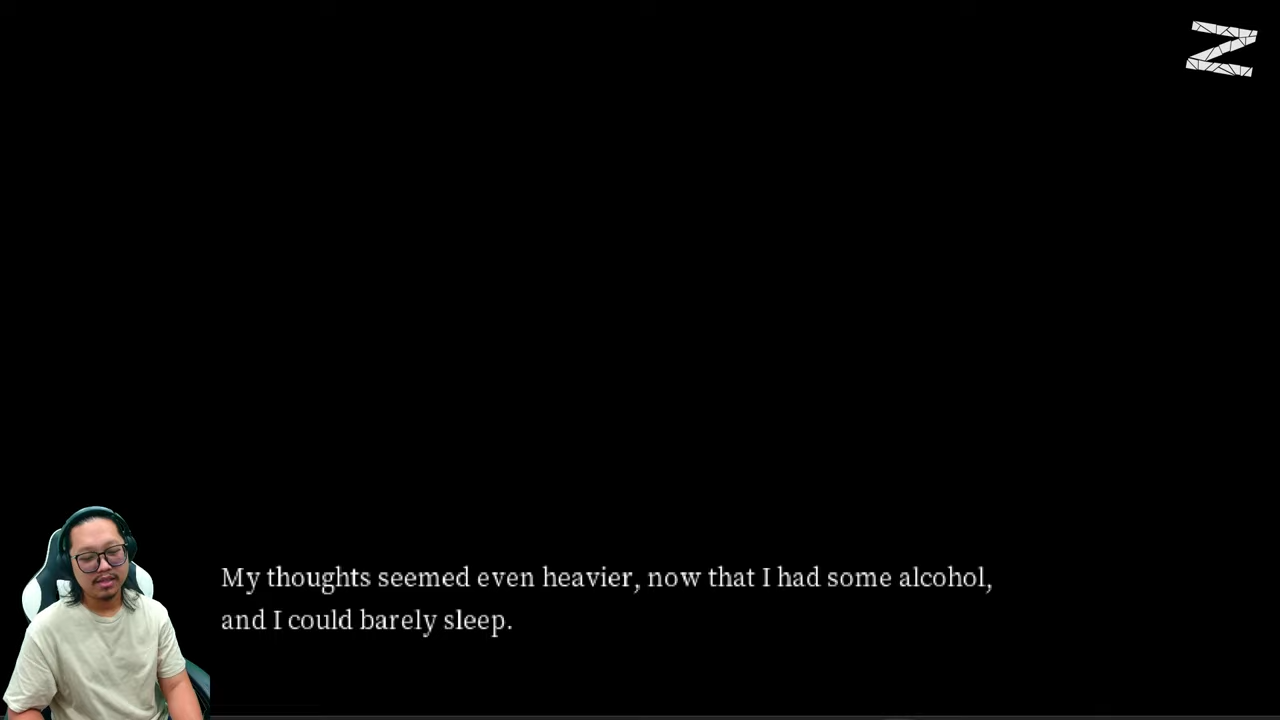 Z
My thoughts seemed even heavier, now that I had some alcohol,
and I could barely sleep.